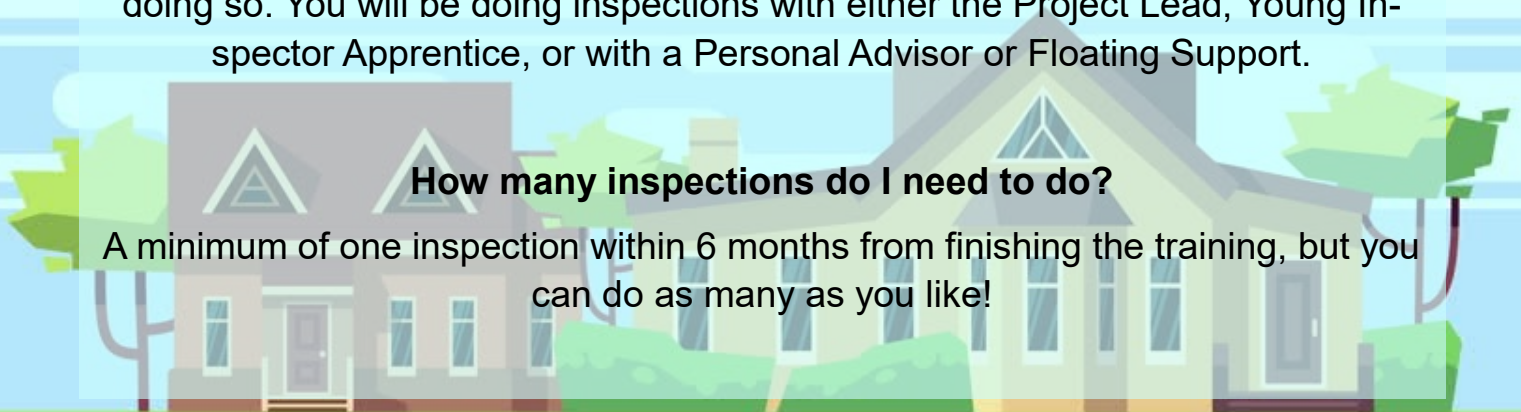 doing so. You will be doing inspections with either the Project Lead, Young In-
spector Apprentice, or with a Personal Advisor or Floating Support.
How many inspections do I need to do?
A minimum of one inspection within 6 months from finishing the training, but you
can do as many as you like!